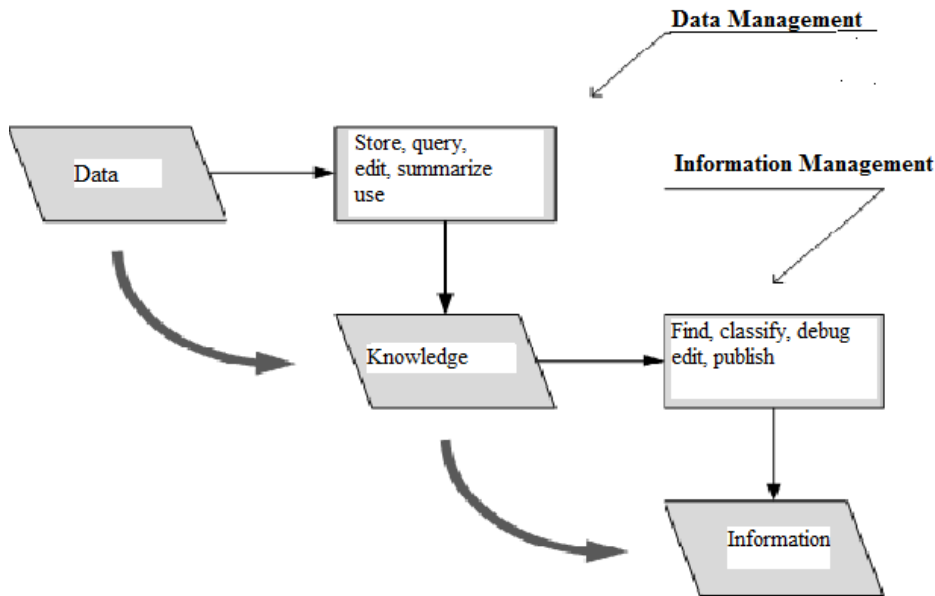 Data Management
Data
Store, query,
edit, summarize
use
Information Management
Knowledge
Find, classify, debug
edit, publish
Information